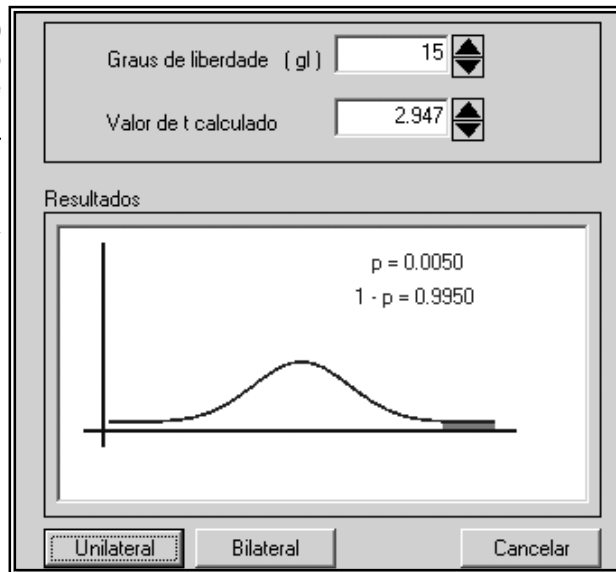 Graus de liberdade ( gl ) 15
Valor de t calculado 2.947
Resultados
p = 0.0050
1 - p = 0.9950
Unilateral Bilateral Cancelar